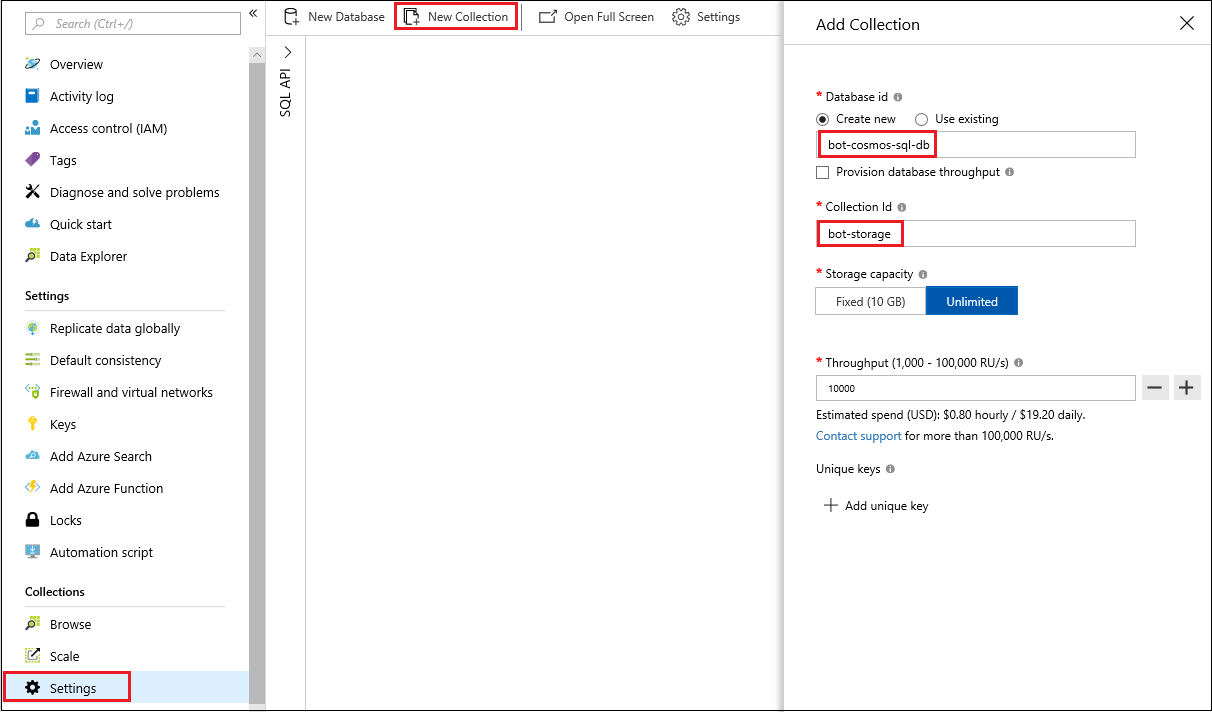 Search (Ctrl+/)
«
Overview
Activity log
Access control (IAM)
Tags
Diagnose and solve problems
Quick start
Data Explorer
Settings
Replicate data globally
Default consistency
Firewall and virtual networks
Keys
Add Azure Search
Add Azure Function
Locks
Automation script
Collections
Browse
Scale
Settings
New Database
New Collection
Open Full Screen
Settings
SQL API
Add Collection
* Database id
Create new
Use existing
bot-cosmos-sql-db
Provision database throughput
* Collection Id
bot-storage
* Storage capacity
Fixed (10 GB)
Unlimited
* Throughput (1,000 - 100,000 RU/s)
10000
Estimated spend (USD): $0.80 hourly / $19.20 daily.
Contact support for more than 100,000 RU/s.
Unique keys
Add unique key